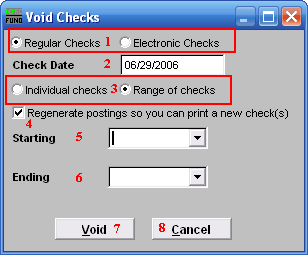 FUND
Void Checks
Regular Checks 1 Electronic Checks
Check Date 2 06/29/2006
Individual checks 3 Range of checks
Regenerate postings so you can print a new check(s)
4
Starting 5
Ending 6
Void 7 8 Cancel